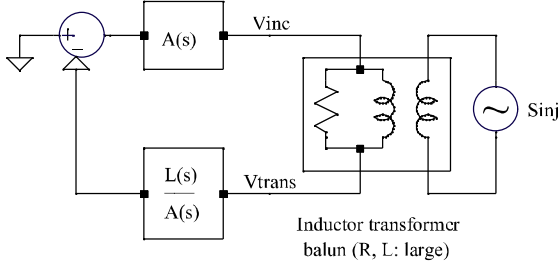 Vinc
+
−
A(s)
Sinj
L(s)
A(s)
Vtrans
Inductor transformer
balun (R, L: large)